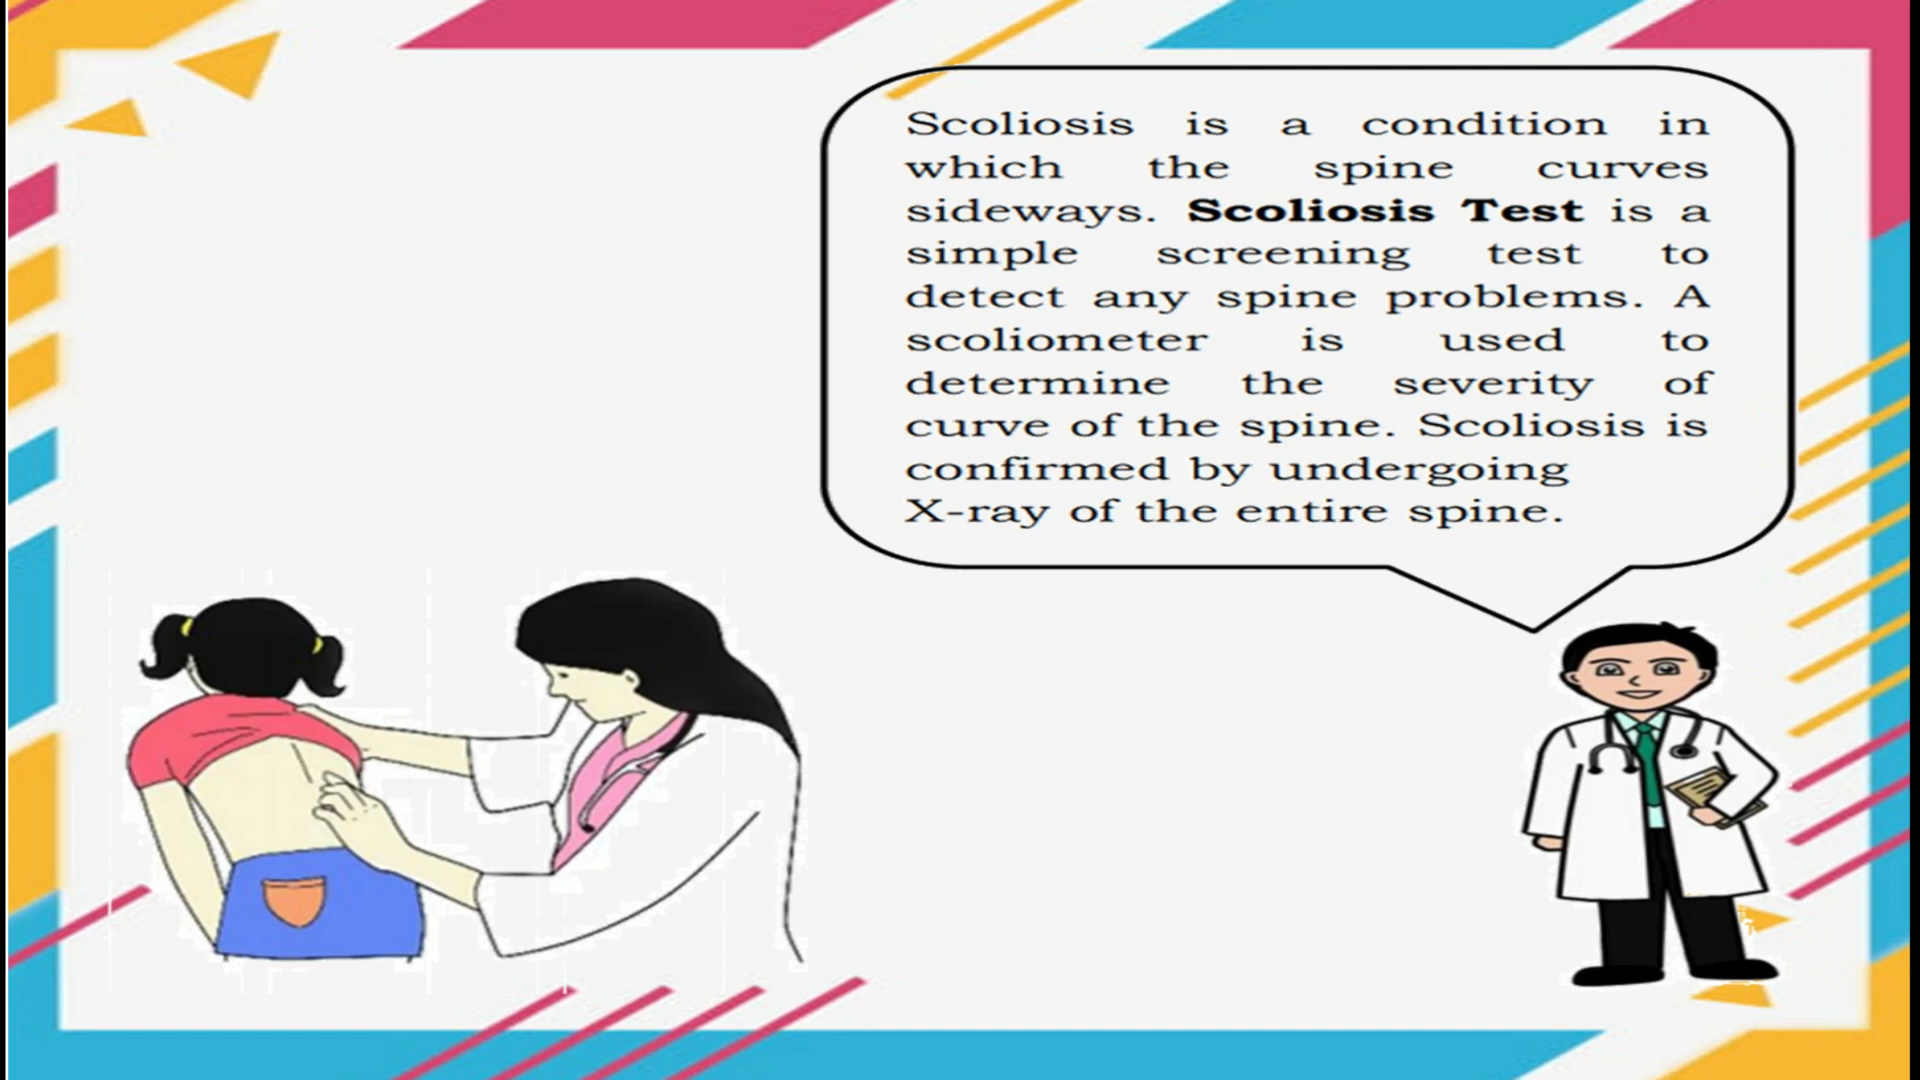 Scoliosis is a condition in
which the spine curves
sideways. Scoliosis Test is a
simple screening test to
detect any spine problems. A
scoliometer is used to
determine the severity of
curve of the spine. Scoliosis is
confirmed by undergoing
X-ray of the entire spine.